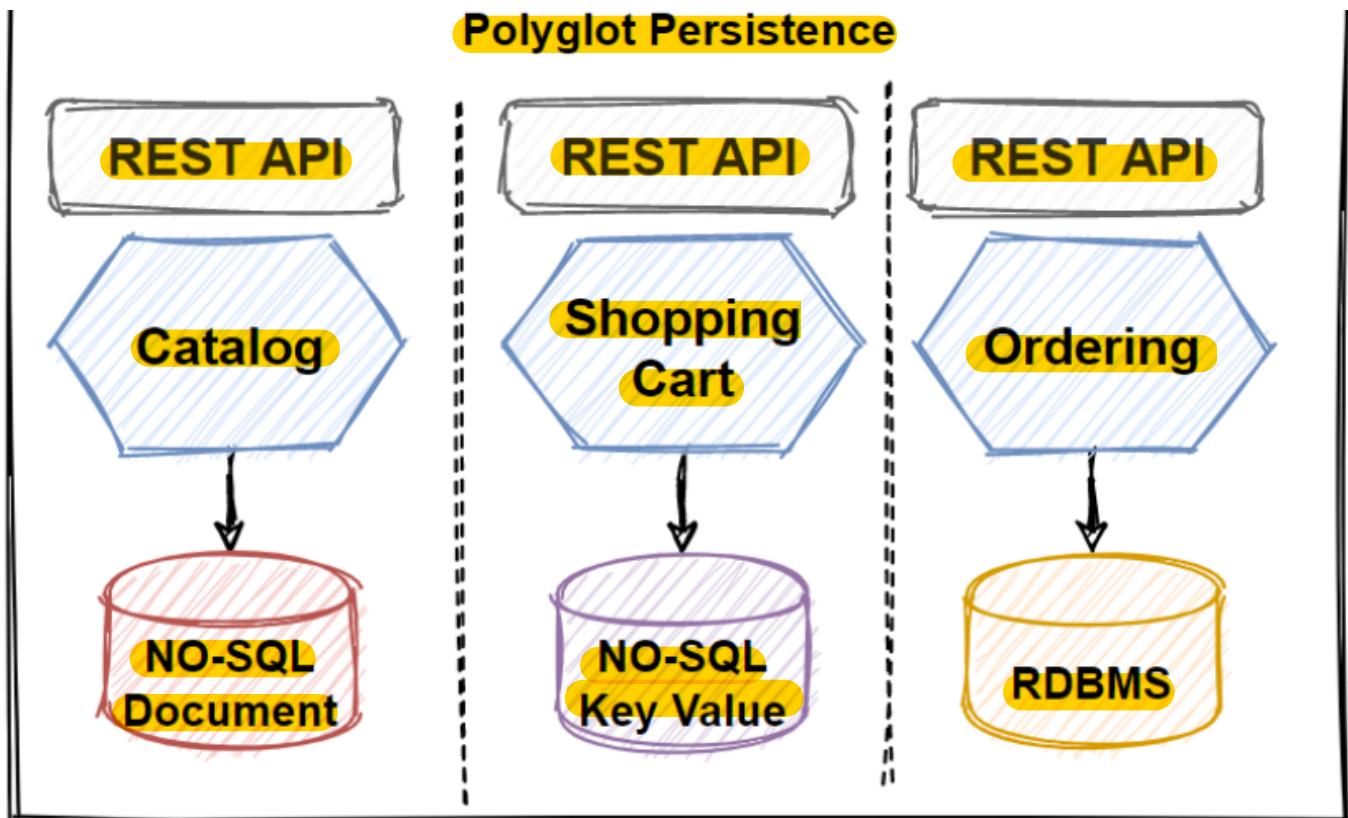 Polyglot Persistence
REST API
REST API
REST API
Catalog
Shopping
Cart
Ordering
NO-SQL
Document
NO-SQL
Key Value
RDBMS